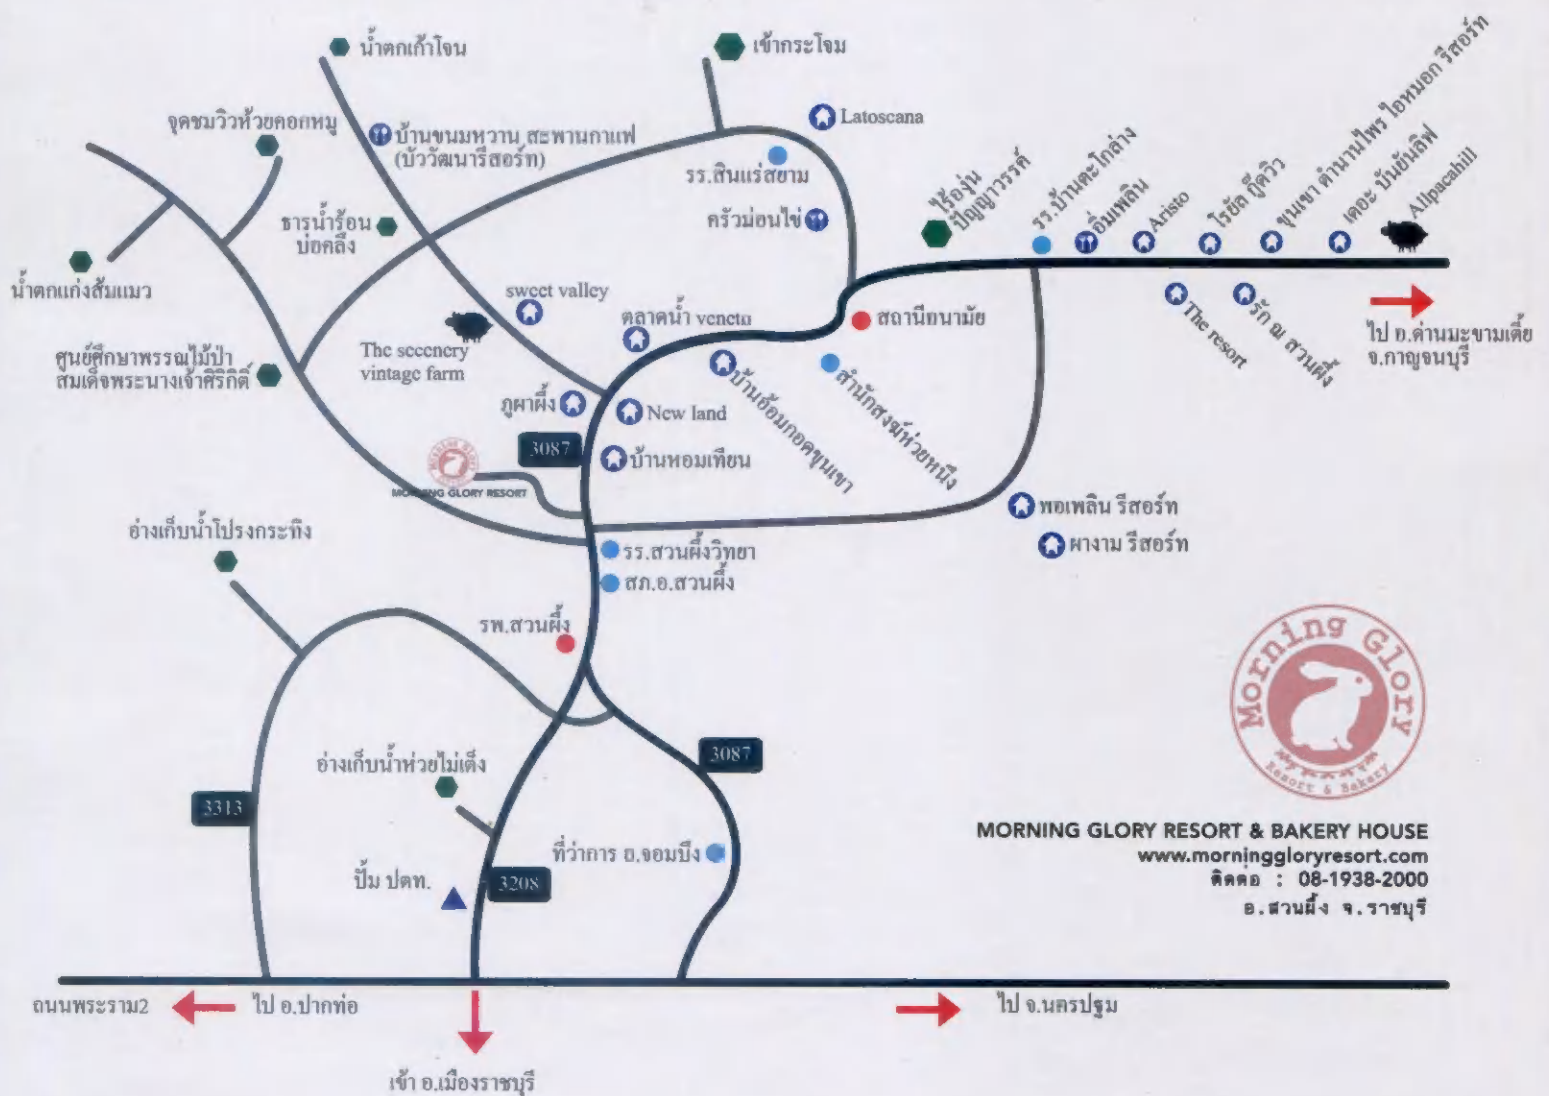 น้ำตกเก้าโจน
เข้ากระโจม
จุดชมวิวห้วยคอกหมู
บ้านขนมหวาน สะพานกาแฟ
(บัววัฒนารีสอร์ท)
Latoscana
รร.สินแร่สยาม
ครัวม่อนไข่
ธารน้ำร้อน
บ่อคลึง
ไร่องุ่น
ปัญญาวรรค์
รร.บ้านตะโกล่าง
อิ่มเพลิน
Aristo
โรยัล กู๊ดวิว
ขุนเขา ตำนานไพร ไอหมอก รีสอร์ท
เดอะ ปันยันลิฟ
Allpacahill
น้ำตกแก่งส้มแมว
sweet valley
ตลาดน้ำ veneto
สถานีอนามัย
The resort
รัก ณ สวนผึ้ง
ไป อ.ด่านมะขามเตี้ย
จ.กาญจนบุรี
ศูนย์ศึกษาพรรณไม้ป่า
สมเด็จพระนางเจ้าศิริกิติ์
The secenery
vintage farm
ภูผาผึ้ง
New land
บ้านอ้อมกอดขุนเขา
สำนักสงฆ์ห่วยหนึง
3087
บ้านหอมเทียน
Morning Glory
MORNING GLORY RESORT
พอเพลิน รีสอร์ท
ผางาม รีสอร์ท
อ่างเก็บน้ำโปรงกระทิง
รร.สวนผึ้งวิทยา
สภ.อ.สวนผึ้ง
รพ.สวนผึ้ง
Morning Glory
Resort & Bakery
อ่างเก็บน้ำห่วยไม่เต็ง
3087
3313
ที่ว่าการ อ.จอมบึง
ปั๊ม ปตท.
3208
MORNING GLORY RESORT & BAKERY HOUSE
www.morninggloryresort.com
ติดต่อ : 08-1938-2000
อ.สวนผึ้ง จ.ราชบุรี
ถนนพระราม2
ไป อ.ปากท่อ
ไป จ.นครปฐม
เข้า อ.เมืองราชบุรี